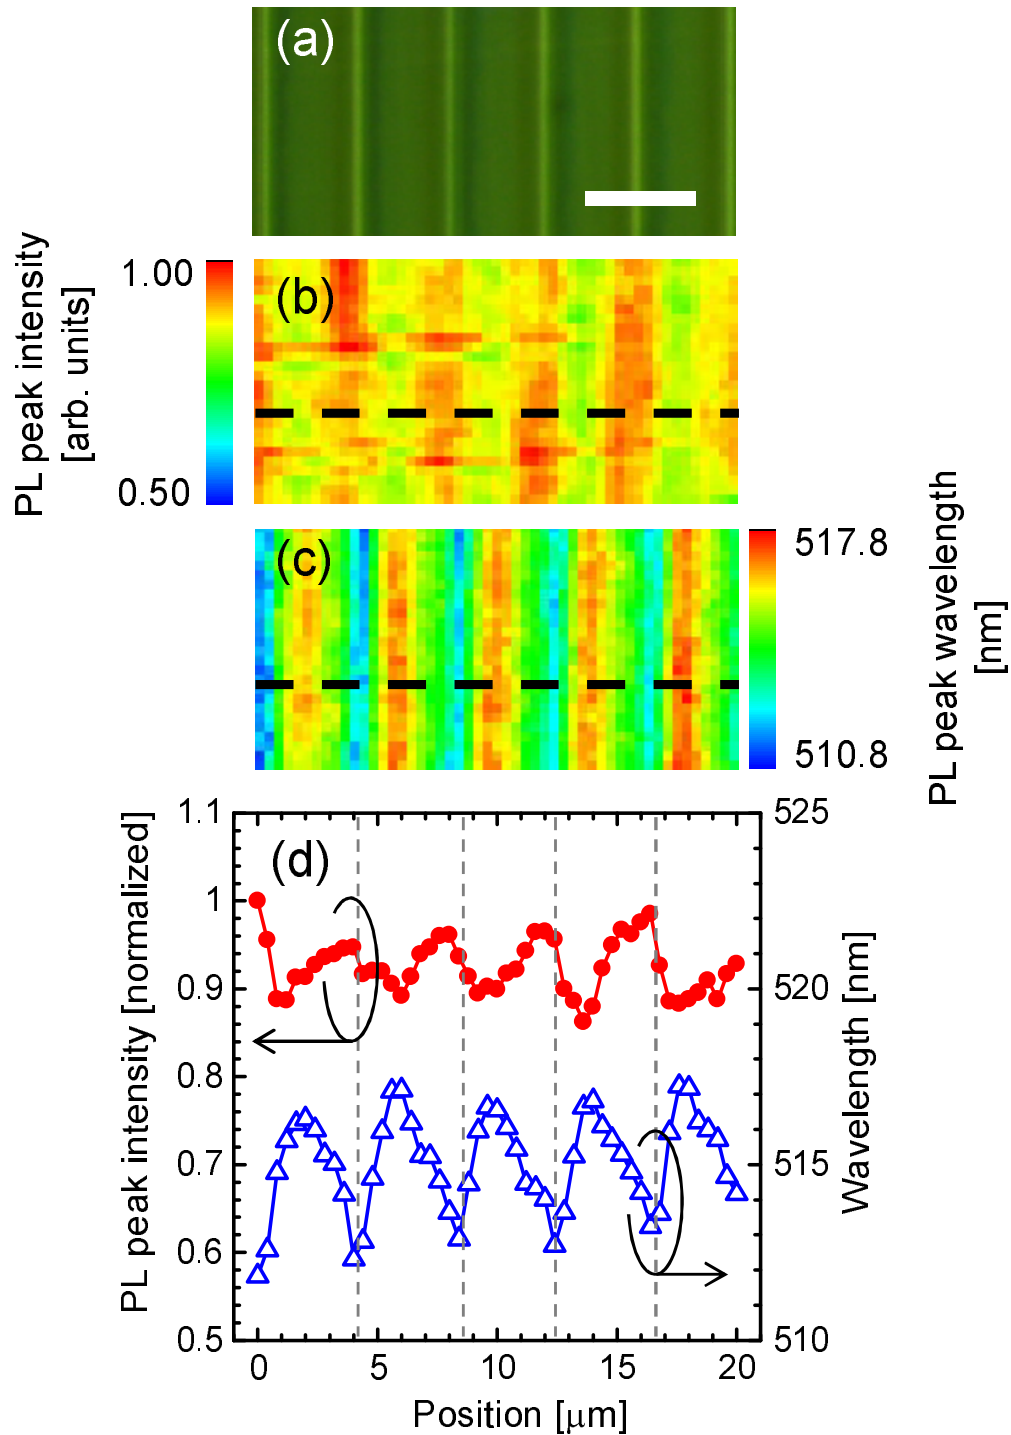 (a)
PL peak intensity
[arb. units]
1.00
0.50
(b)
(c)
517.8
510.8
PL peak wavelength
[nm]
(d)
PL peak intensity [normalized]
1.1
1
0.9
0.8
0.7
0.6
0.5
525
520
515
510
Wavelength [nm]
0 5 10 15 20
Position [μm]